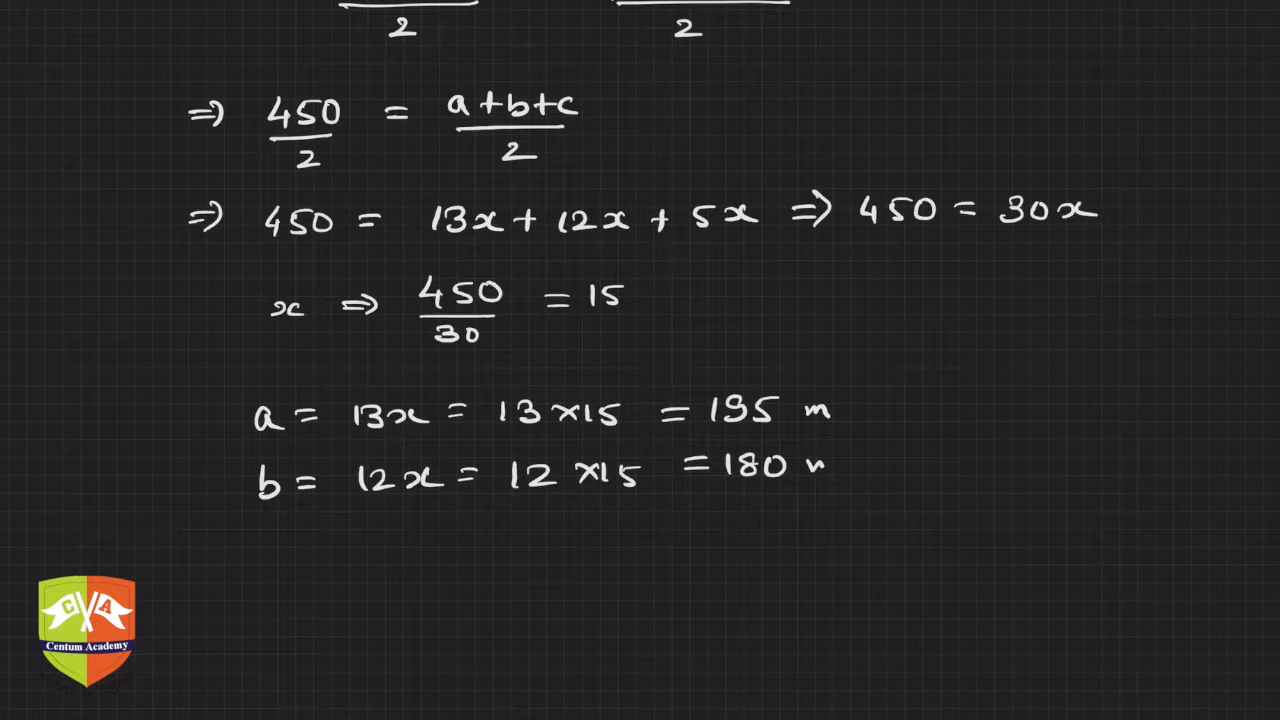 2 2
⇒ 450/2 = a+b+c/2
⇒ 450 = 13x + 12x + 5x ⇒ 450 = 30x
x ⇒ 450/30 = 15
a = 13x = 13×15 = 195 m
b = 12x = 12×15 = 180
C A
Centum Academy